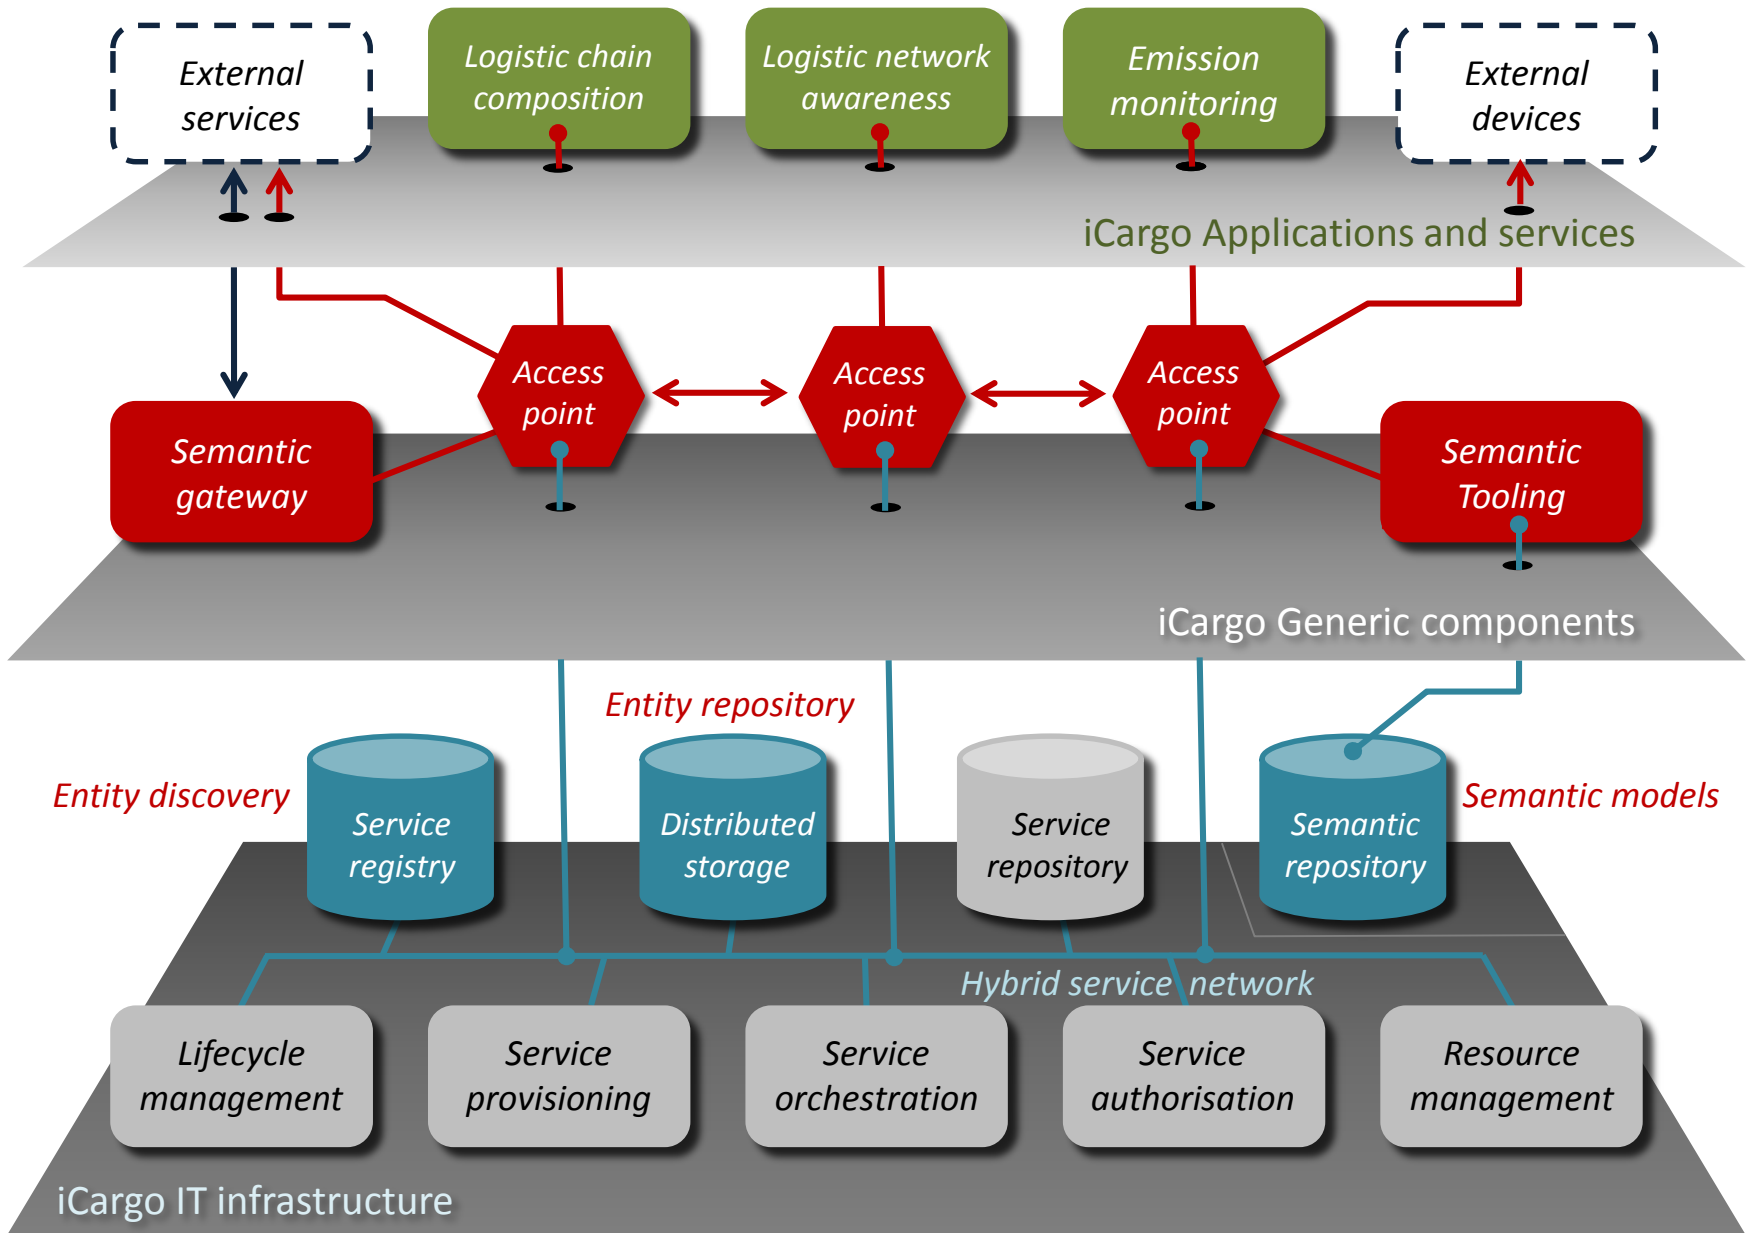 External
services
Logistic chain
composition
Logistic network
awareness
Emission
monitoring
External
devices
iCargo Applications and services
Access
point
Access
point
Access
point
Semantic
gateway
Semantic
Tooling
iCargo Generic components
Entity repository
Entity discovery
Service
registry
Distributed
storage
Service
repository
Semantic
repository
Semantic models
Hybrid service network
Lifecycle
management
Service
provisioning
Service
orchestration
Service
authorisation
Resource
management
iCargo IT infrastructure